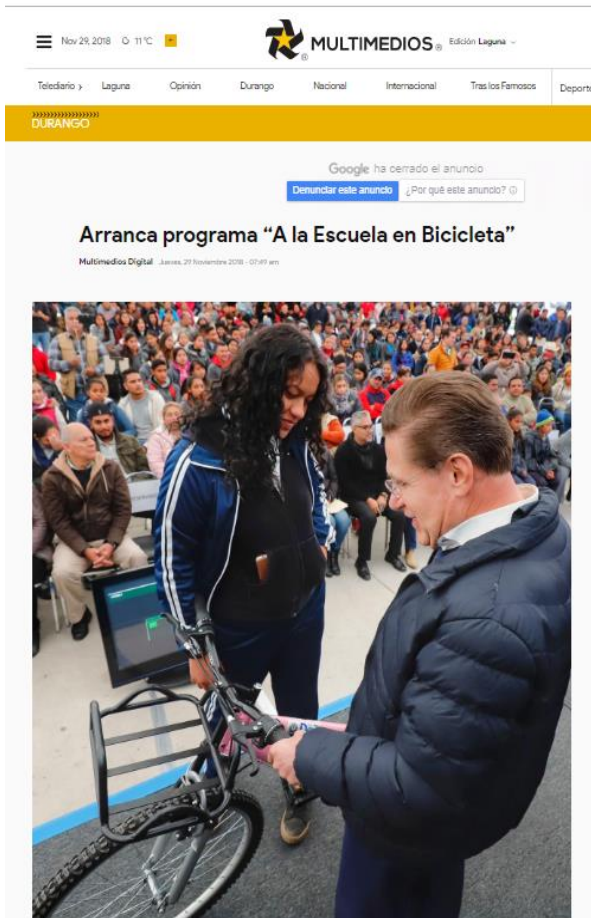 Nov 29, 2018 11 °C +
MULTIMEDIOS ®
Edición Laguna
Telediario Laguna Opinión Durango Nacional Internacional Tras los Famosos Deporte
DURANGO
Google ha cerrado el anuncio
Denunciar este anuncio ¿Por qué este anuncio?
Arranca programa “A la Escuela en Bicicleta”
Multimedios Digital Jueves, 29 Noviembre 2018 - 07:49 am